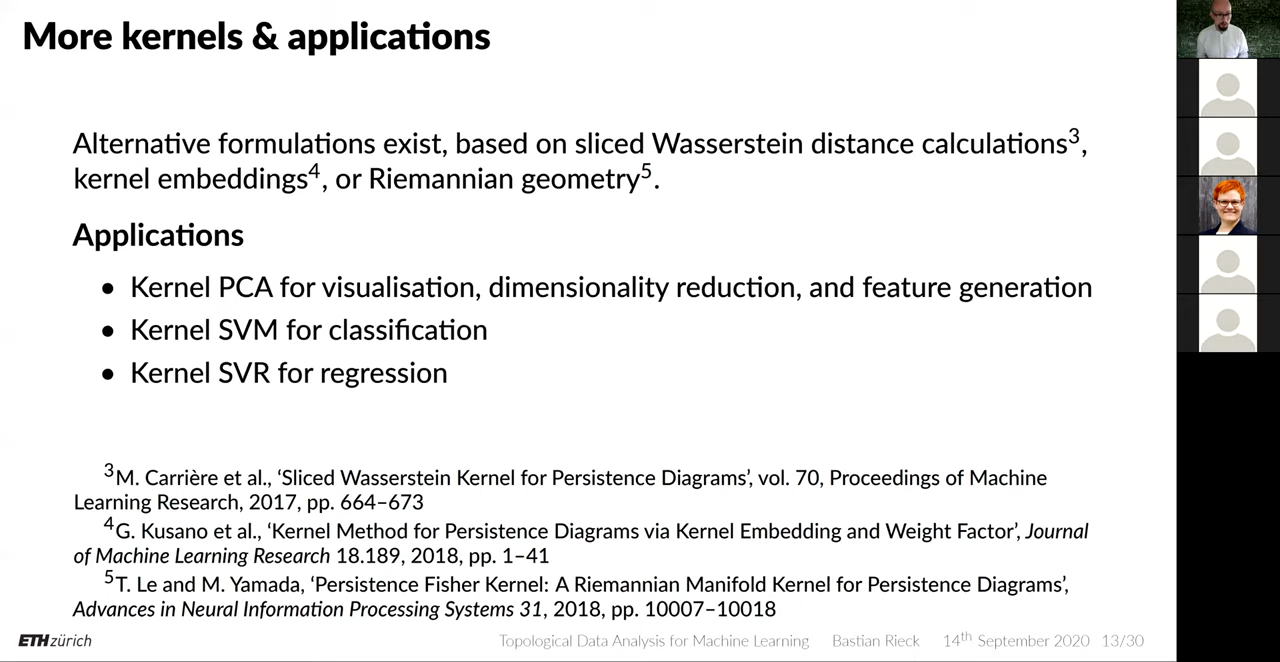 More kernels & applications
Alternative formulations exist, based on sliced Wasserstein distance calculations3,
kernel embeddings4, or Riemannian geometry5.
Applications
• Kernel PCA for visualisation, dimensionality reduction, and feature generation
• Kernel SVM for classification
• Kernel SVR for regression
3M. Carrière et al., ‘Sliced Wasserstein Kernel for Persistence Diagrams’, vol. 70, Proceedings of Machine
Learning Research, 2017, pp. 664–673
4G. Kusano et al., ‘Kernel Method for Persistence Diagrams via Kernel Embedding and Weight Factor’, Journal
of Machine Learning Research 18.189, 2018, pp. 1–41
5T. Le and M. Yamada, ‘Persistence Fisher Kernel: A Riemannian Manifold Kernel for Persistence Diagrams’,
Advances in Neural Information Processing Systems 31, 2018, pp. 10007–10018
ETH zürich Topological Data Analysis for Machine Learning Bastian Rieck 14th September 2020 13/30